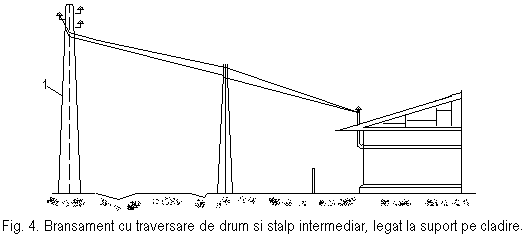 1
Fig. 4. Bransament cu traversare de drum si stalp intermediar, legat la suport pe cladire.